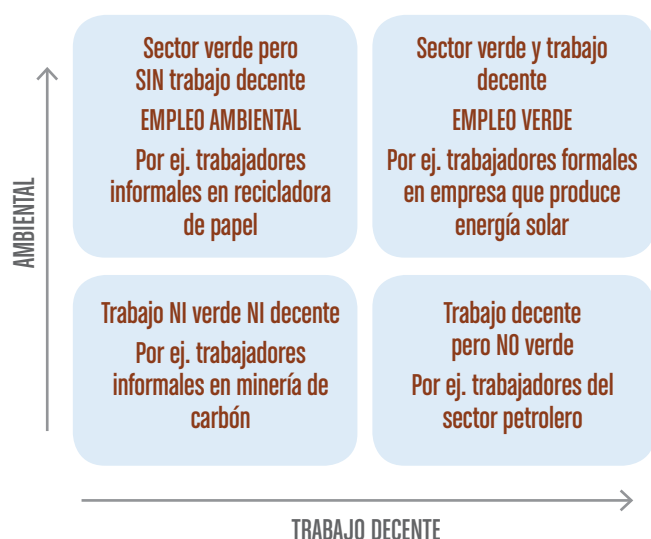 Sector verde pero
SIN trabajo decente
EMPLEO AMBIENTAL
Por ej. trabajadores
informales en recicladora
de papel
Sector verde y trabajo
decente
EMPLEO VERDE
Por ej. trabajadores formales
en empresa que produce
energía solar
AMBIENTAL
Trabajo NI verde NI decente
Por ej. trabajadores
informales en minería de
carbón
Trabajo decente
pero NO verde
Por ej. trabajadores del
sector petrolero
TRABAJO DECENTE